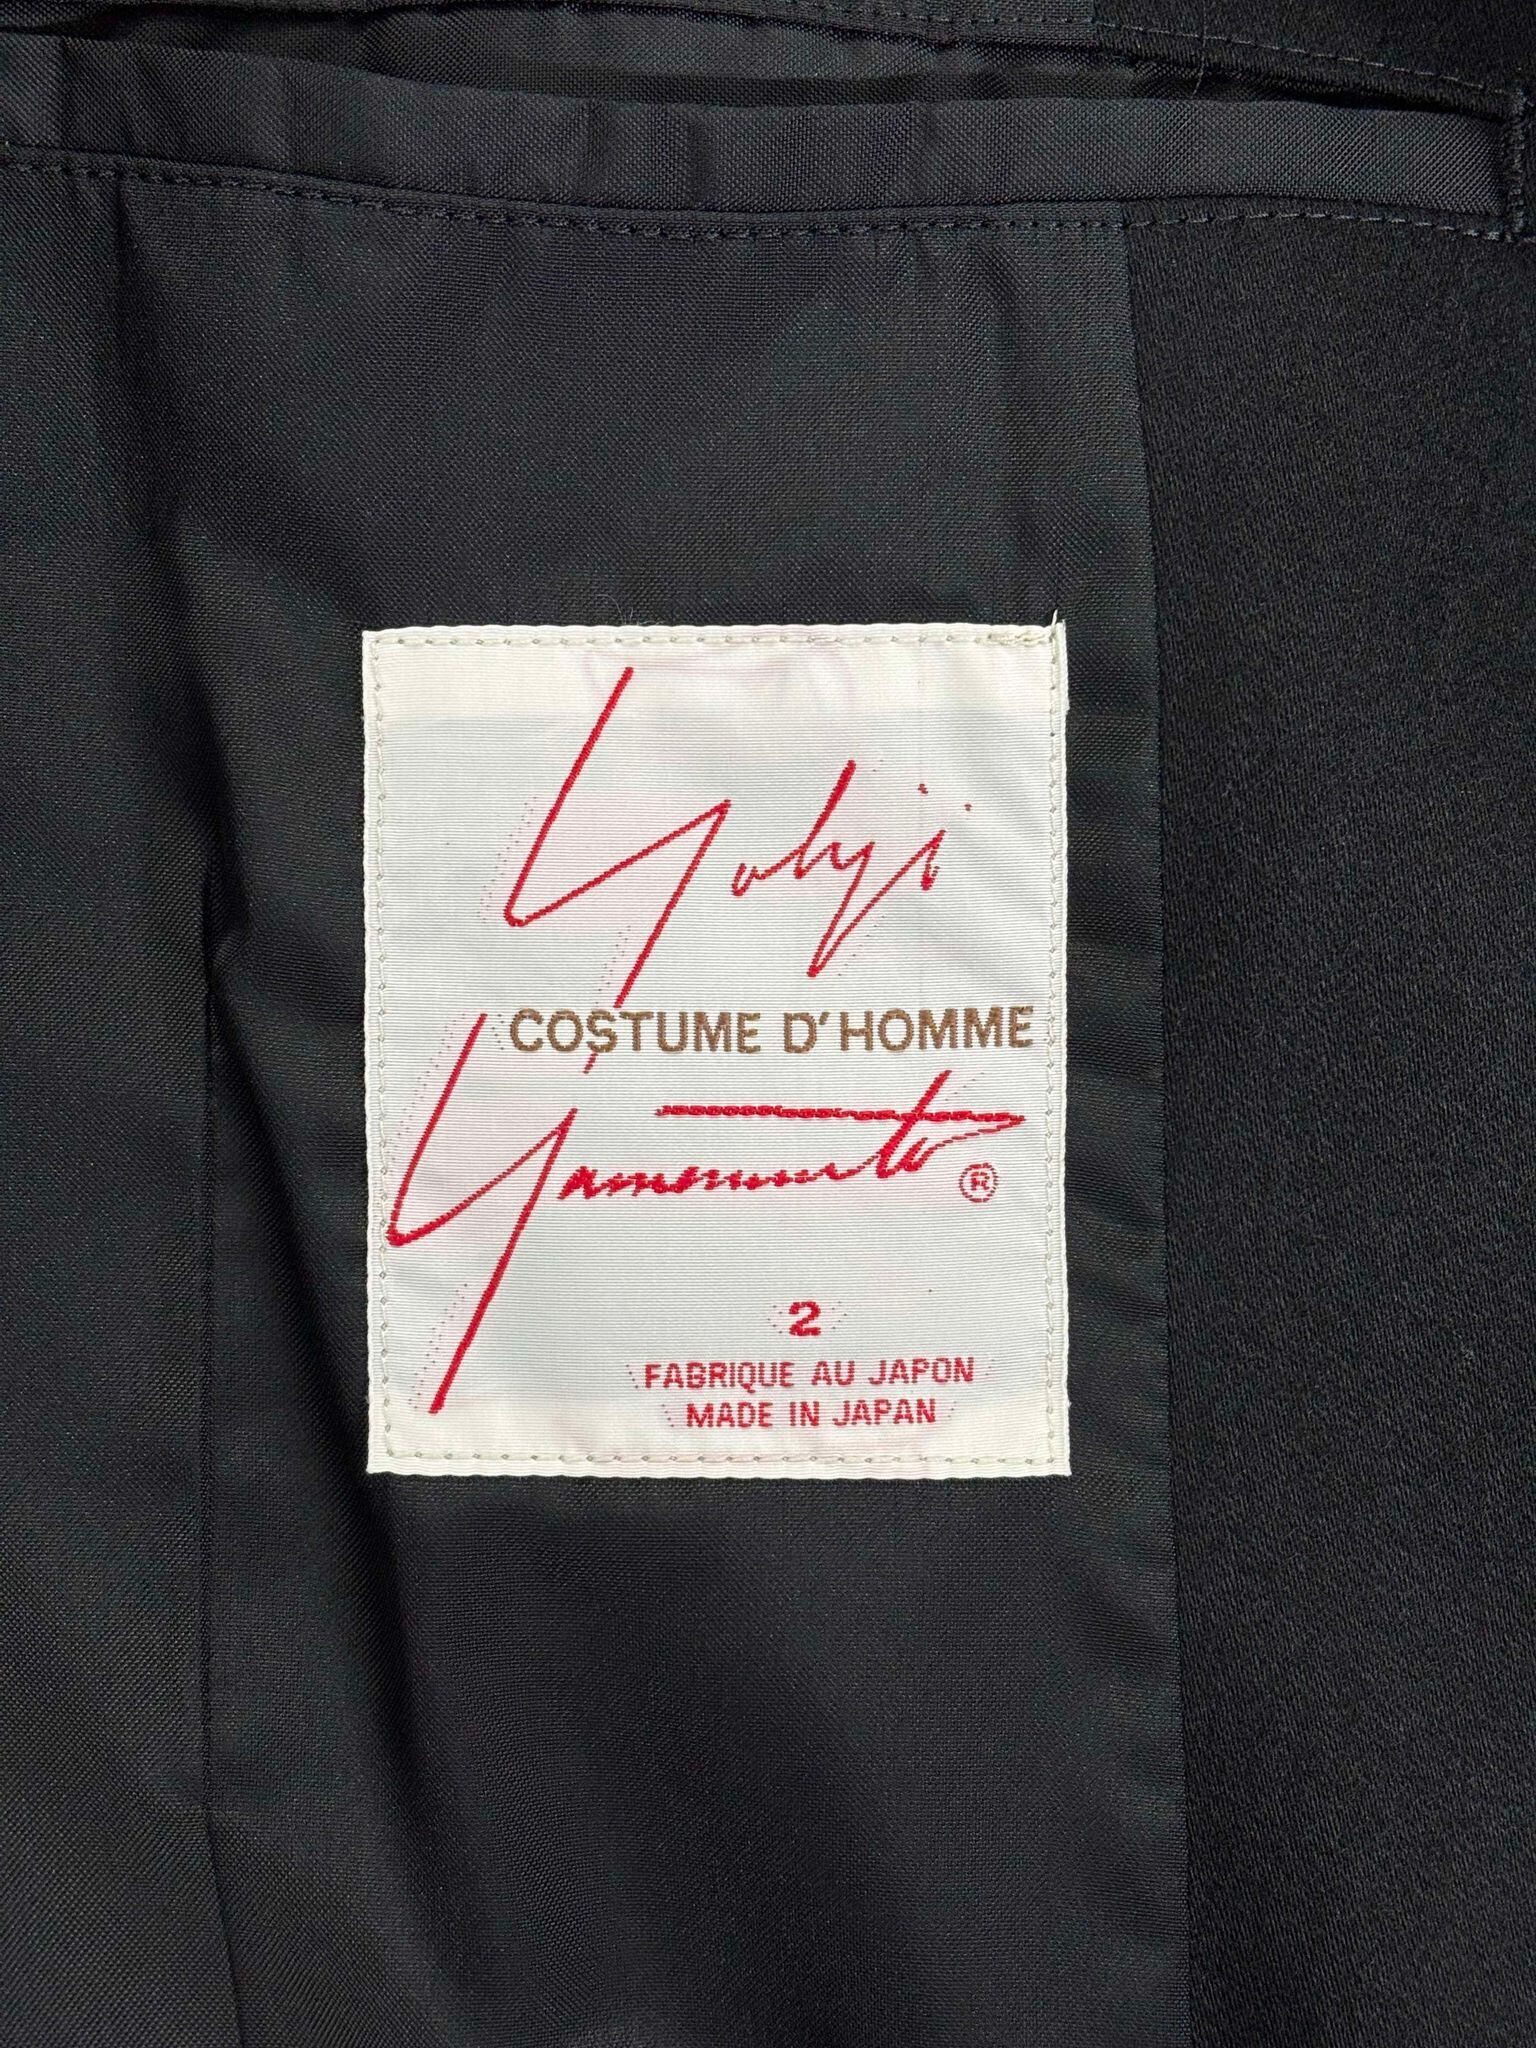 Yohji
COSTUME D'HOMME
Yamamoto ®
2
FABRIQUE AU JAPON
MADE IN JAPAN